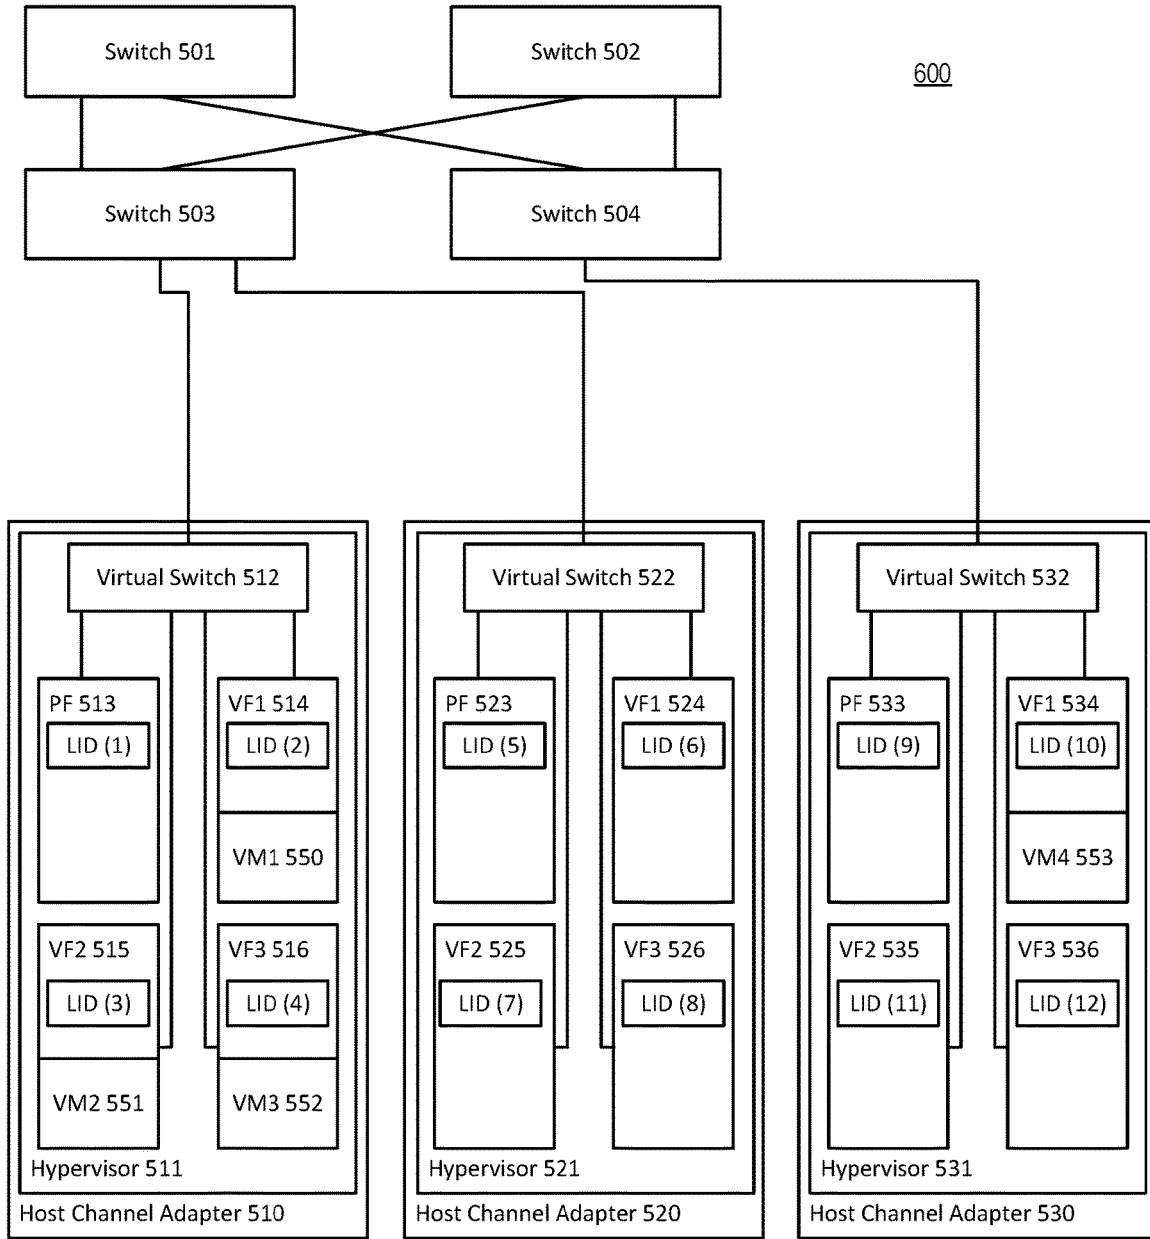 Switch 501
Switch 502
600
Switch 503
Switch 504
Virtual Switch 512
Virtual Switch 522
Virtual Switch 532
PF 513
LID (1)
VF1 514
LID (2)
VM1 550
PF 523
LID (5)
VF1 524
LID (6)
PF 533
LID (9)
VF1 534
LID (10)
VM4 553
VF2 515
LID (3)
VM2 551
VF3 516
LID (4)
VM3 552
VF2 525
LID (7)
VF3 526
LID (8)
VF2 535
LID (11)
VF3 536
LID (12)
Hypervisor 511
Hypervisor 521
Hypervisor 531
Host Channel Adapter 510
Host Channel Adapter 520
Host Channel Adapter 530